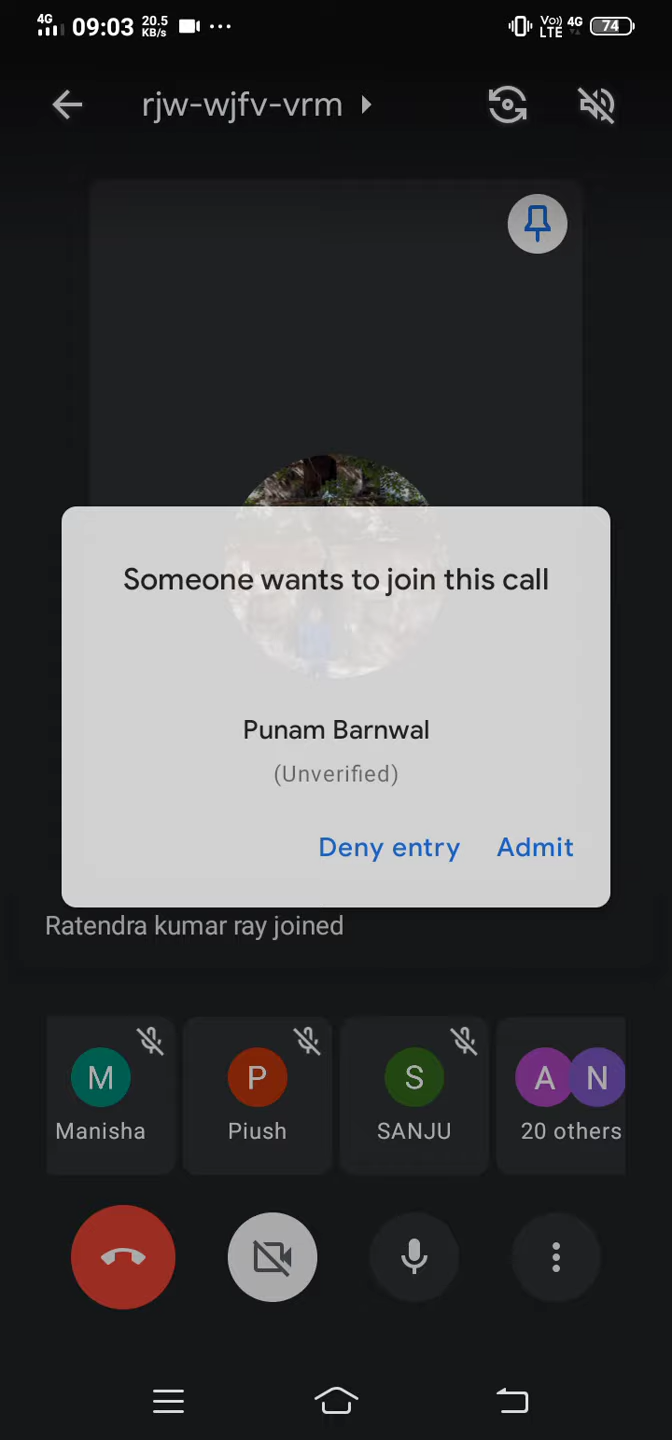 4G 09:03 20.5 KB/s ... Vo) LTE 4G 74
rjw-wjfv-vrm
Someone wants to join this call
Punam Barnwal
(Unverified)
Deny entry Admit
Ratendra kumar ray joined
M P S A N
Manisha Piush SANJU 20 others